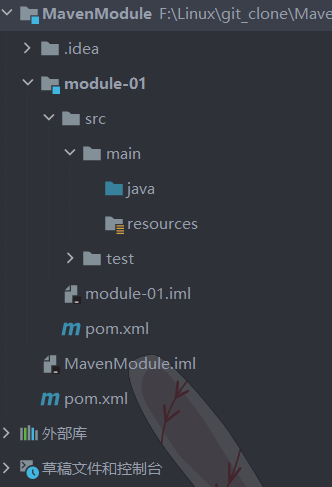 MavenModule F:\Linux\git_clone\Mave
.idea
module-01
src
main
java
resources
test
module-01.iml
pom.xml
MavenModule.iml
pom.xml
外部库
草稿文件和控制台